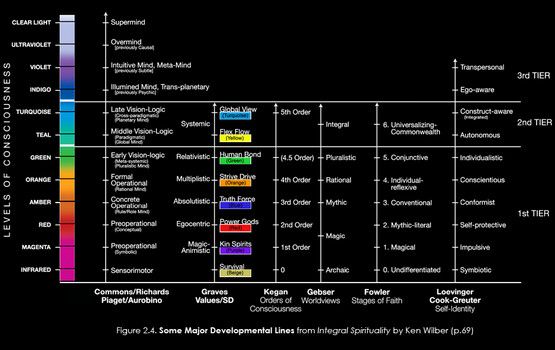 CLEAR LIGHT
Supermind
ULTRAVIOLET
Overmind
[previously Causal]
VIOLET
Intuitive Mind, Meta-Mind
[previously Subtle]
Transpersonal
3rd TIER
INDIGO
Illumined Mind, Trans-planetary
[previously Psychic]
Ego-aware
TURQUOISE
Late Vision-Logic
(Cross-paradigmatic)
(Planetary Mind)
Systemic
Global View
(Turquoise)
5th Order
Integral
6. Universalizing-
Commonwealth
Construct-aware
(Integrated)
2nd TIER
TEAL
Middle Vision-Logic
(Paradigmatic)
(Global Mind)
Flex Flow
(Yellow)
Autonomous
GREEN
Early Vision-logic
(Meta-systemic)
(Pluralistic Mind)
Relativistic
Human Bond
(Green)
(4.5 Order)
Pluralistic
5. Conjunctive
Individualistic
ORANGE
Formal
Operational
(Rational Mind)
Multiplistic
Strive Drive
(Orange)
4th Order
Rational
4. Individual-
reflexive
Conscientious
AMBER
Concrete
Operational
(Rule/Role Mind)
Absolutistic
Truth Force
(Blue)
3rd Order
Mythic
3. Conventional
Conformist
1st TIER
RED
Preoperational
(Conceptual)
Egocentric
Power Gods
(Red)
2nd Order
Magic
2. Mythic-literal
Self-protective
MAGENTA
Preoperational
(Symbolic)
Magic-
Animistic
Kin Spirits
(Purple)
1st Order
1. Magical
Impulsive
INFRARED
Sensorimotor
Survival
(Beige)
0
Archaic
0. Undifferentiated
Symbiotic
LEVELS OF CONSCIOUSNESS
Commons/Richards
Piaget/Aurobino
Graves
Values/SD
Kegan
Orders of
Consciousness
Gebser
Worldviews
Fowler
Stages of Faith
Loevinger
Cook-Greuter
Self-Identity
Figure 2.4. Some Major Developmental Lines from Integral Spirituality by Ken Wilber (p.69)